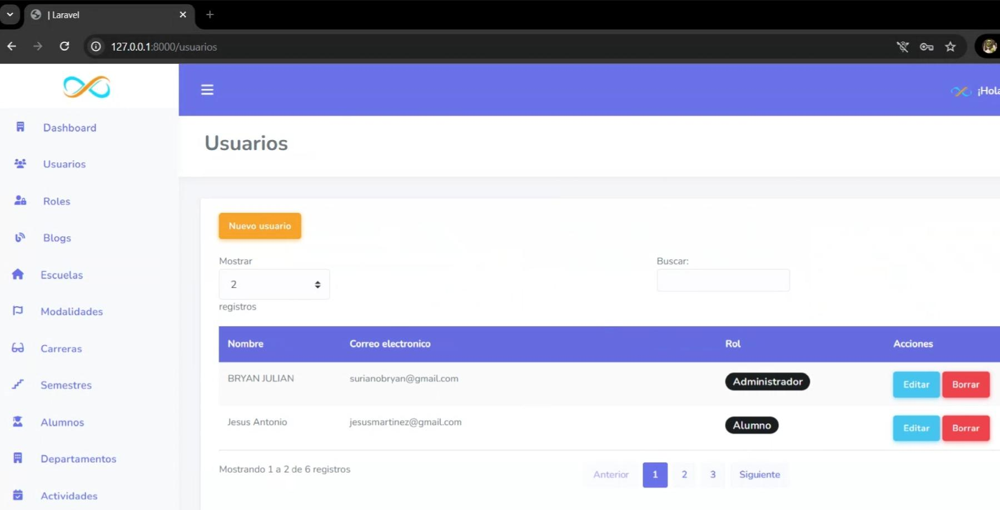 | Laravel
127.0.0.1:8000/usuarios
¡Hola
Dashboard
Usuarios
Roles
Blogs
Escuelas
Modalidades
Carreras
Semestres
Alumnos
Departamentos
Actividades
Usuarios
Nuevo usuario
Mostrar
2
registros
Buscar:
Nombre Correo electronico Rol Acciones
BRYAN JULIAN surianobryan@gmail.com Administrador Editar Borrar
Jesus Antonio jesusmartinez@gmail.com Alumno Editar Borrar
Mostrando 1 a 2 de 6 registros
Anterior 1 2 3 Siguiente